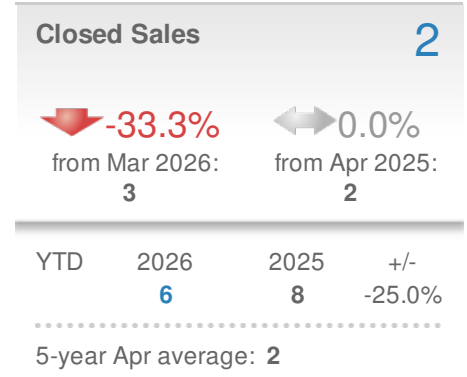 Closed Sales 2
-33.3% 0.0%
from Mar 2026: from Apr 2025:
3 2
YTD 2026 2025 +/-
6 8 -25.0%
5-year Apr average: 2